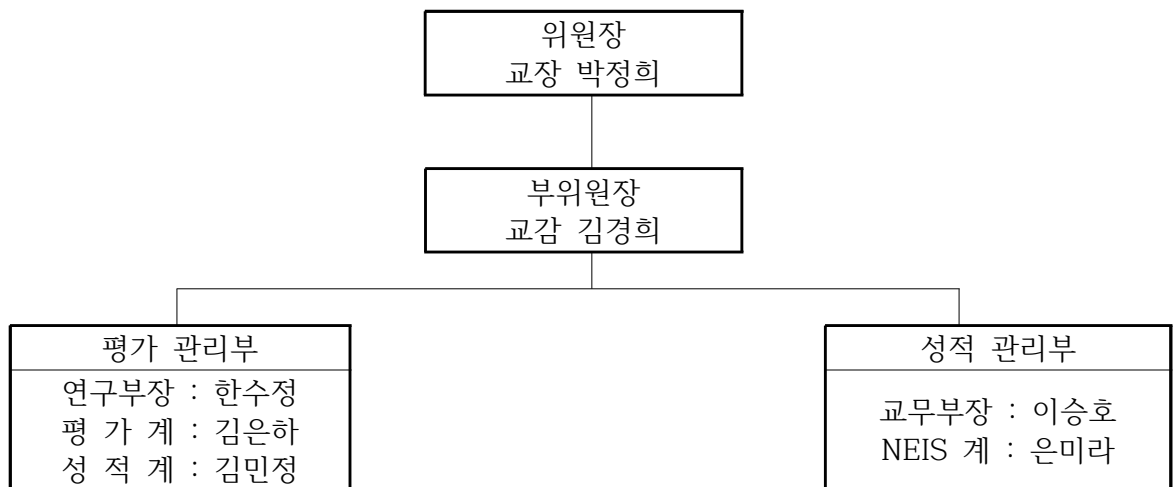 위원장
교장 박정희
부위원장
교감 김경희
평가 관리부
연구부장 : 한수정
평 가 계 : 김은하
성 적 계 : 김민정
성적 관리부
교무부장 : 이승호
NEIS 계 : 은미라